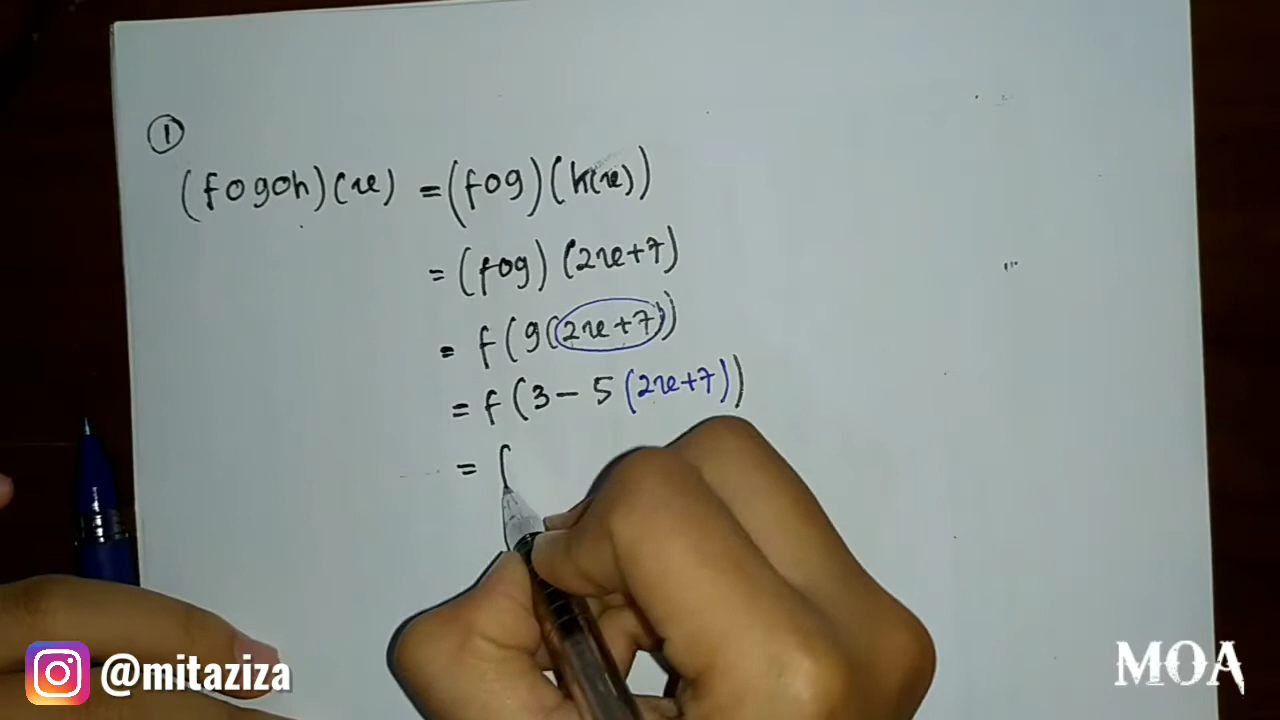 ①
(fogoh)(x) = (fog)(h(x))
= (fog) (2x+7)
= f(g(2x+7))
= f(3 - 5(2x+7))
= f
@mitaziza
MOA